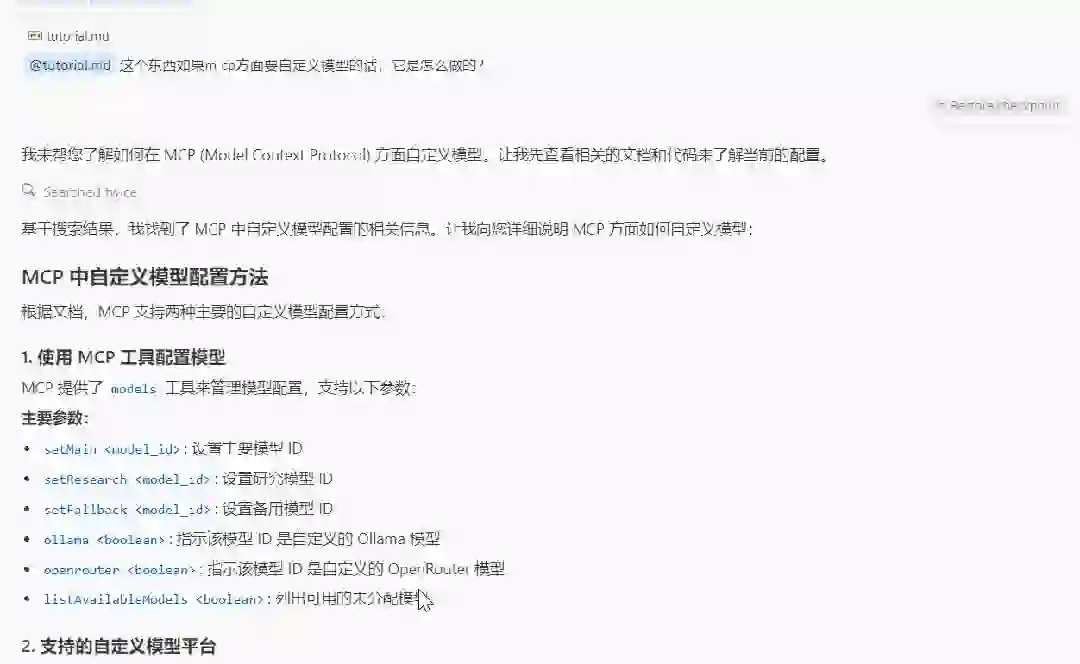 tutorial.md
@tutorial.md 这个东西如果mcp方面要自定义模型的话，它是怎么做的？
Restore checkpoint
我来帮您了解如何在 MCP (Model Context Protocol) 方面自定义模型。让我先查看相关的文档和代码来了解当前的配置。
Searched twice
基于搜索结果，我找到了 MCP 中自定义模型配置的相关信息。让我向您详细说明 MCP 方面如何自定义模型：
MCP 中自定义模型配置方法
根据文档，MCP 支持两种主要的自定义模型配置方式：
1. 使用 MCP 工具配置模型
MCP 提供了 models 工具来管理模型配置，支持以下参数：
主要参数：
• setMain <model_id>：设置主要模型 ID
• setResearch <model_id>：设置研究模型 ID
• setFallback <model_id>：设置备用模型 ID
• ollama <boolean>：指示该模型 ID 是自定义的 Ollama 模型
• openrouter <boolean>：指示该模型 ID 是自定义的 OpenRouter 模型
• listAvailableModels <boolean>：列出可用的未分配模型
2. 支持的自定义模型平台